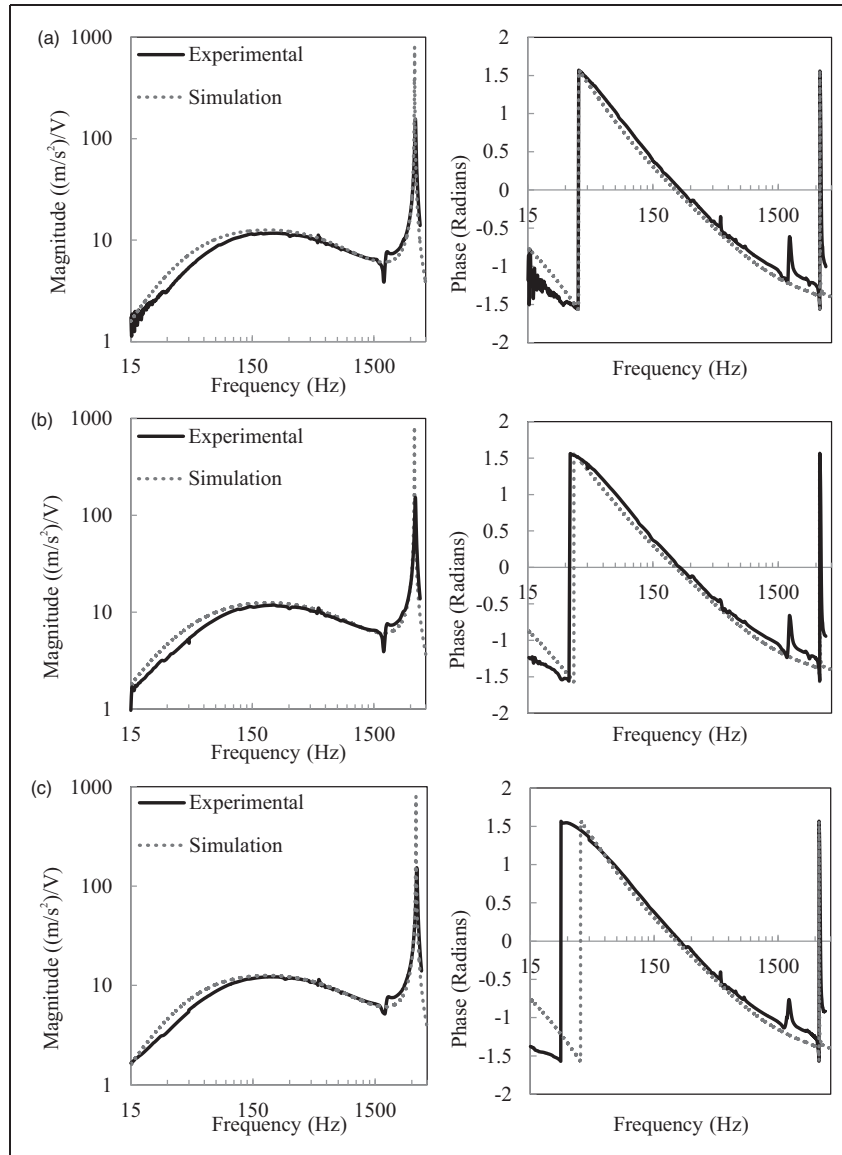 (a)
1000
100
10
1
15
150
1500
Magnitude ((m/s²)/V)
Frequency (Hz)
Experimental
Simulation
2
1.5
1
0.5
0
-0.5
-1
-1.5
-2
15
150
1500
Phase (Radians)
Frequency (Hz)
(b)
1000
100
10
1
15
150
1500
Magnitude ((m/s²)/V)
Frequency (Hz)
Experimental
Simulation
2
1.5
1
0.5
0
-0.5
-1
-1.5
-2
15
150
1500
Phase (Radians)
Frequency (Hz)
(c)
1000
100
10
1
15
150
1500
Magnitude ((m/s²)/V)
Frequency (Hz)
Experimental
Simulation
2
1.5
1
0.5
0
-0.5
-1
-1.5
-2
15
150
1500
Phase (Radians)
Frequency (Hz)